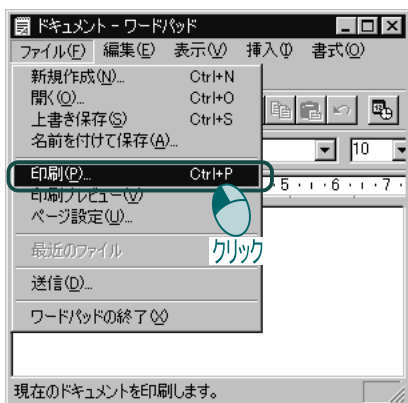 ドキュメント - ワードパッド
ファイル(F) 編集(E) 表示(V) 挿入(I) 書式(O)
新規作成(N)... Ctrl+N
開く(O)... Ctrl+O
上書き保存(S) Ctrl+S
名前を付けて保存(A)...
10
印刷(P)... Ctrl+P
5 6 7
印刷プレビュー(V)
ページ設定(U)...
最近のファイル
クリック
送信(D)...
ワードパッドの終了(X)
現在のドキュメントを印刷します。